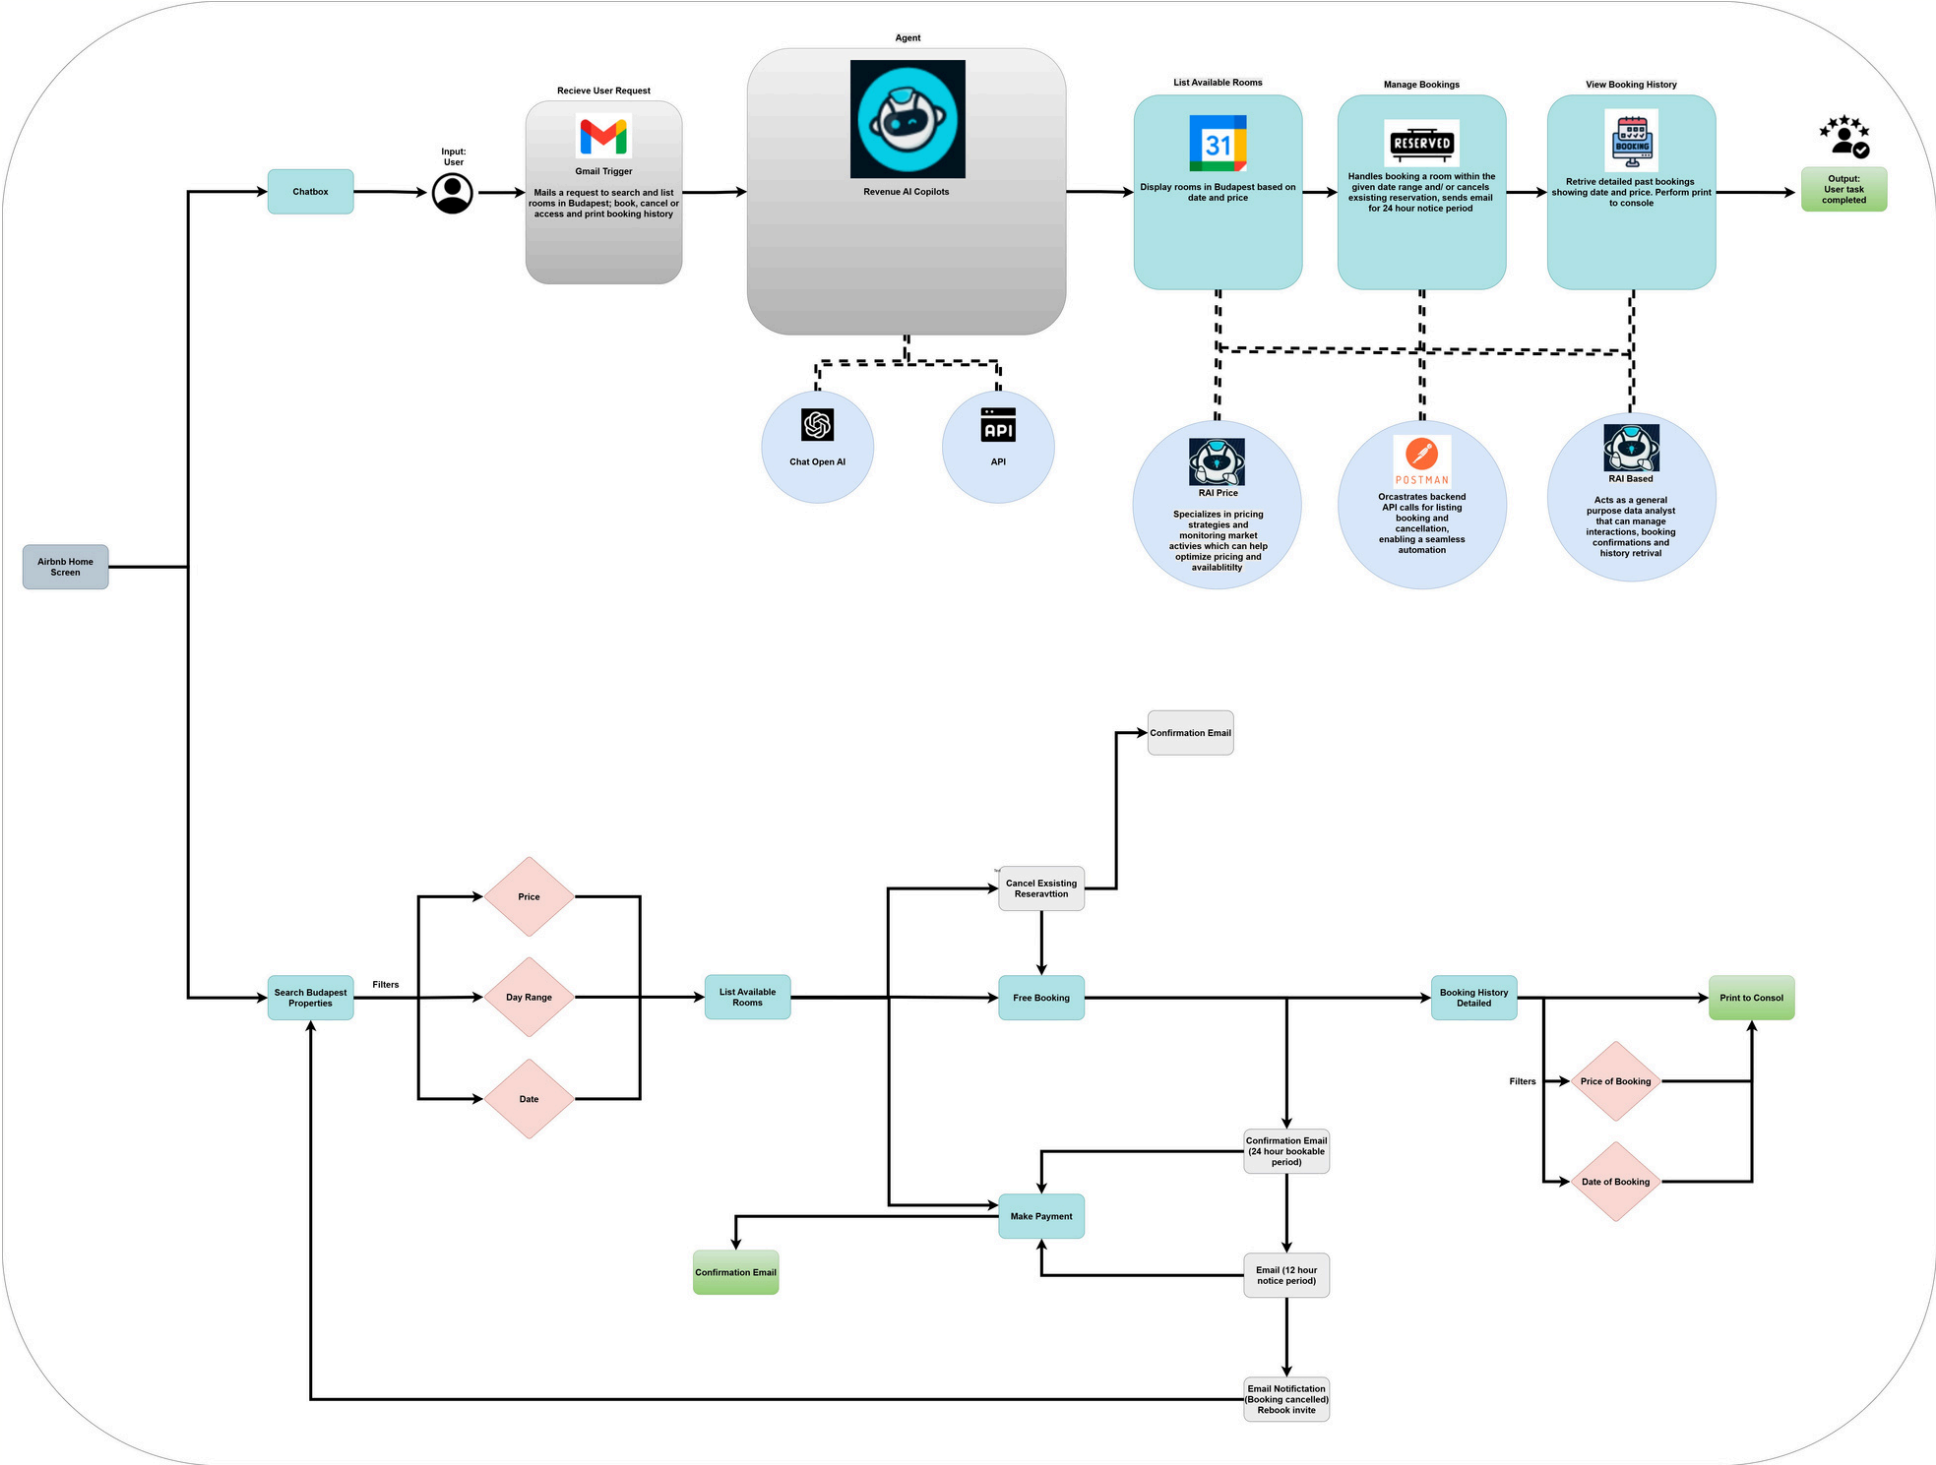 Agent
Revenue AI Copilots
Recieve User Request
Gmail Trigger
Mails a request to search and list
rooms in Budapest; book, cancel or
access and print booking history
Input:
User
Chatbox
List Available Rooms
31
Display rooms in Budapest based on
date and price
Manage Bookings
RESERVED
Handles booking a room within the
given date range and/ or cancels
exsisting reservation, sends email
for 24 hour notice period
View Booking History
BOOKING
Retrive detailed past bookings
showing date and price. Perform print
to console
Output:
User task
completed
Chat Open AI
API
API
RAI Price
Specializes in pricing
strategies and
monitoring market
activies which can help
optimize pricing and
availablitilty
POSTMAN
Orcastrates backend
API calls for listing
booking and
cancellation,
enabling a seamless
automation
RAI Based
Acts as a general
purpose data analyst
that can manage
interactions, booking
confirmations and
history retrival
Airbnb Home
Screen
Confirmation Email
Price
Cancel Exsisting
Reseravttion
Search Budapest
Properties
Filters
Day Range
List Available
Rooms
Free Booking
Booking History
Detailed
Print to Consol
Date
Filters
Price of Booking
Confirmation Email
(24 hour bookable
period)
Date of Booking
Make Payment
Confirmation Email
Email (12 hour
notice period)
Email Notifictation
(Booking cancelled)
Rebook invite